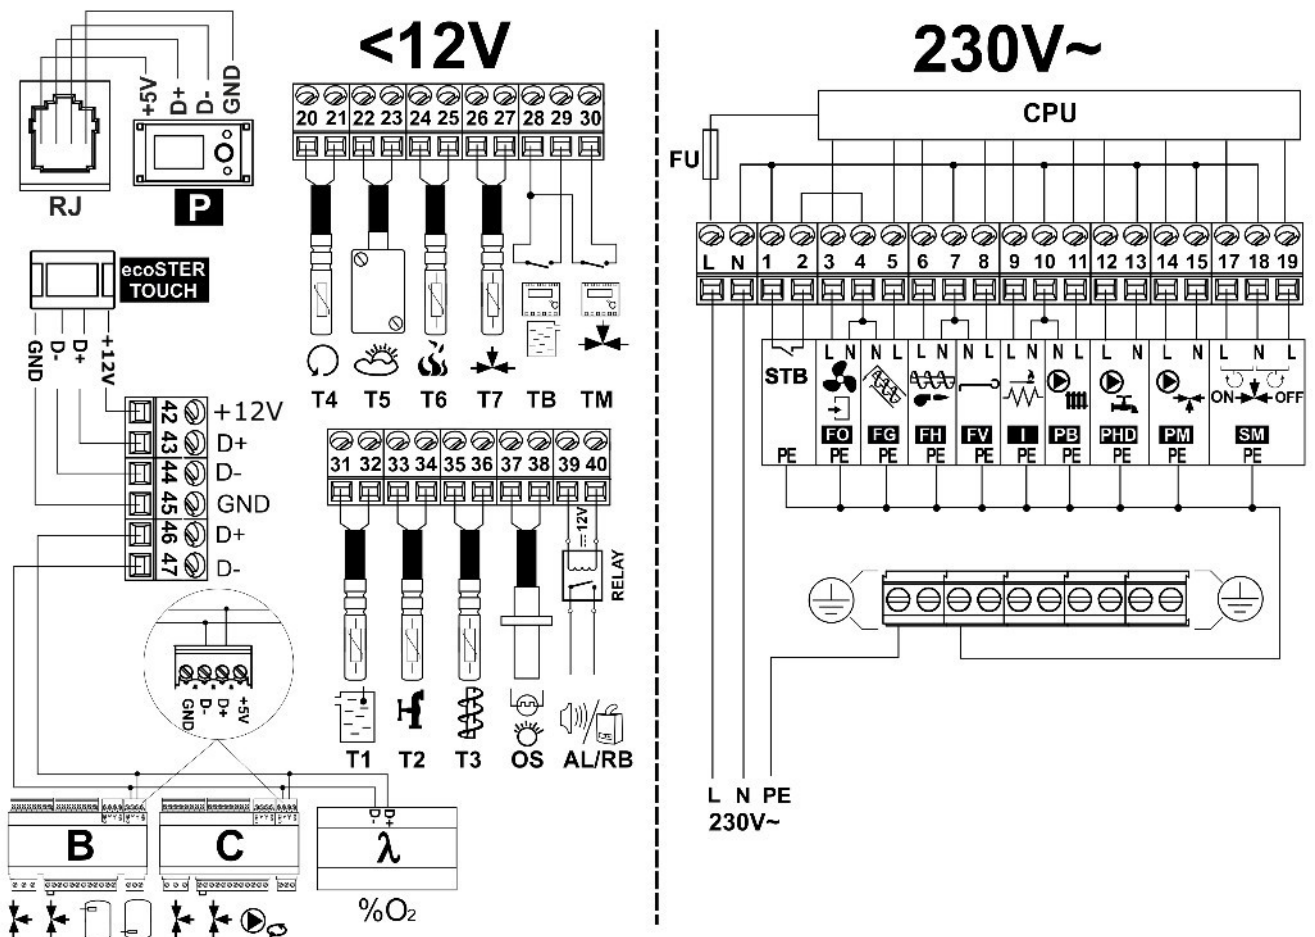 <12V
230V~
+5V
D+
D-
GND
RJ
P
ecoSTER
TOUCH
GND
D-
D+
+12V
42 +12V
43 D+
44 D-
45 GND
46 D+
47 D-
GND
D-
D+
+5V
B
C
D-
D+
λ
%O2
20 21 22 23 24 25 26 27 28 29 30
T4 T5 T6 T7 TB TM
31 32 33 34 35 36 37 38 39 40
12V
RELAY
T1 T2 T3 OS AL/RB
CPU
FU
L N 1 2 3 4 5 6 7 8 9 10 11 12 13 14 15 17 18 19
L N N L L N N L L N N L L N L N L N L
STB
ON OFF
FO FG FH FV I PB PHD PM SM
PE PE PE PE PE PE PE PE PE PE
L N PE
230V~